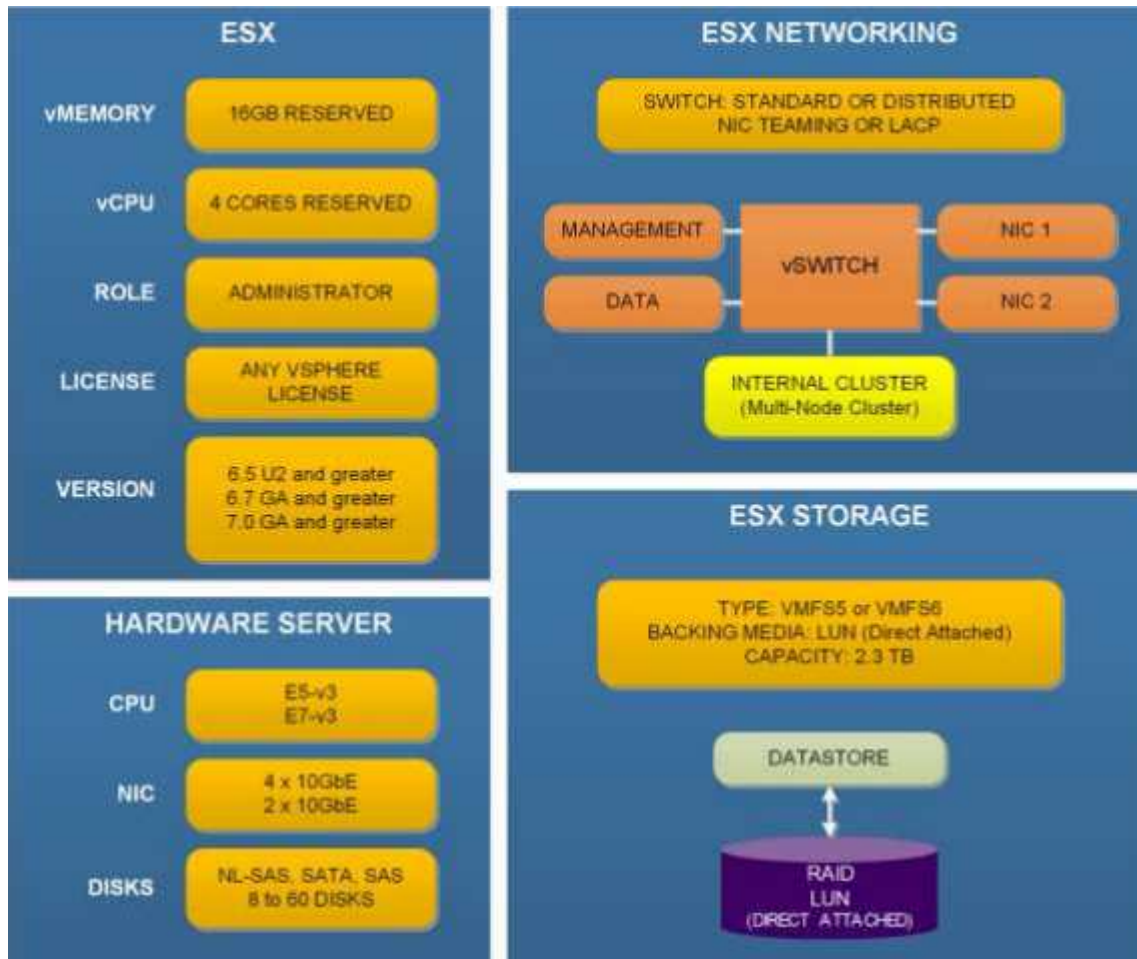 ESX
vMEMORY
16GB RESERVED
vCPU
4 CORES RESERVED
ROLE
ADMINISTRATOR
LICENSE
ANY VSPHERE
LICENSE
VERSION
6.5 U2 and greater
6.7 GA and greater
7.0 GA and greater
HARDWARE SERVER
CPU
E5-v3
E7-v3
NIC
4 x 10GbE
2 x 10GbE
DISKS
NL-SAS, SATA, SAS
8 to 60 DISKS
ESX NETWORKING
SWITCH: STANDARD OR DISTRIBUTED
NIC TEAMING OR LACP
MANAGEMENT
DATA
vSWITCH
NIC 1
NIC 2
INTERNAL CLUSTER
(Multi-Node Cluster)
ESX STORAGE
TYPE: VMFS5 or VMFS6
BACKING MEDIA: LUN (Direct Attached)
CAPACITY: 2.3 TB
DATASTORE
RAID
LUN
(DIRECT ATTACHED)